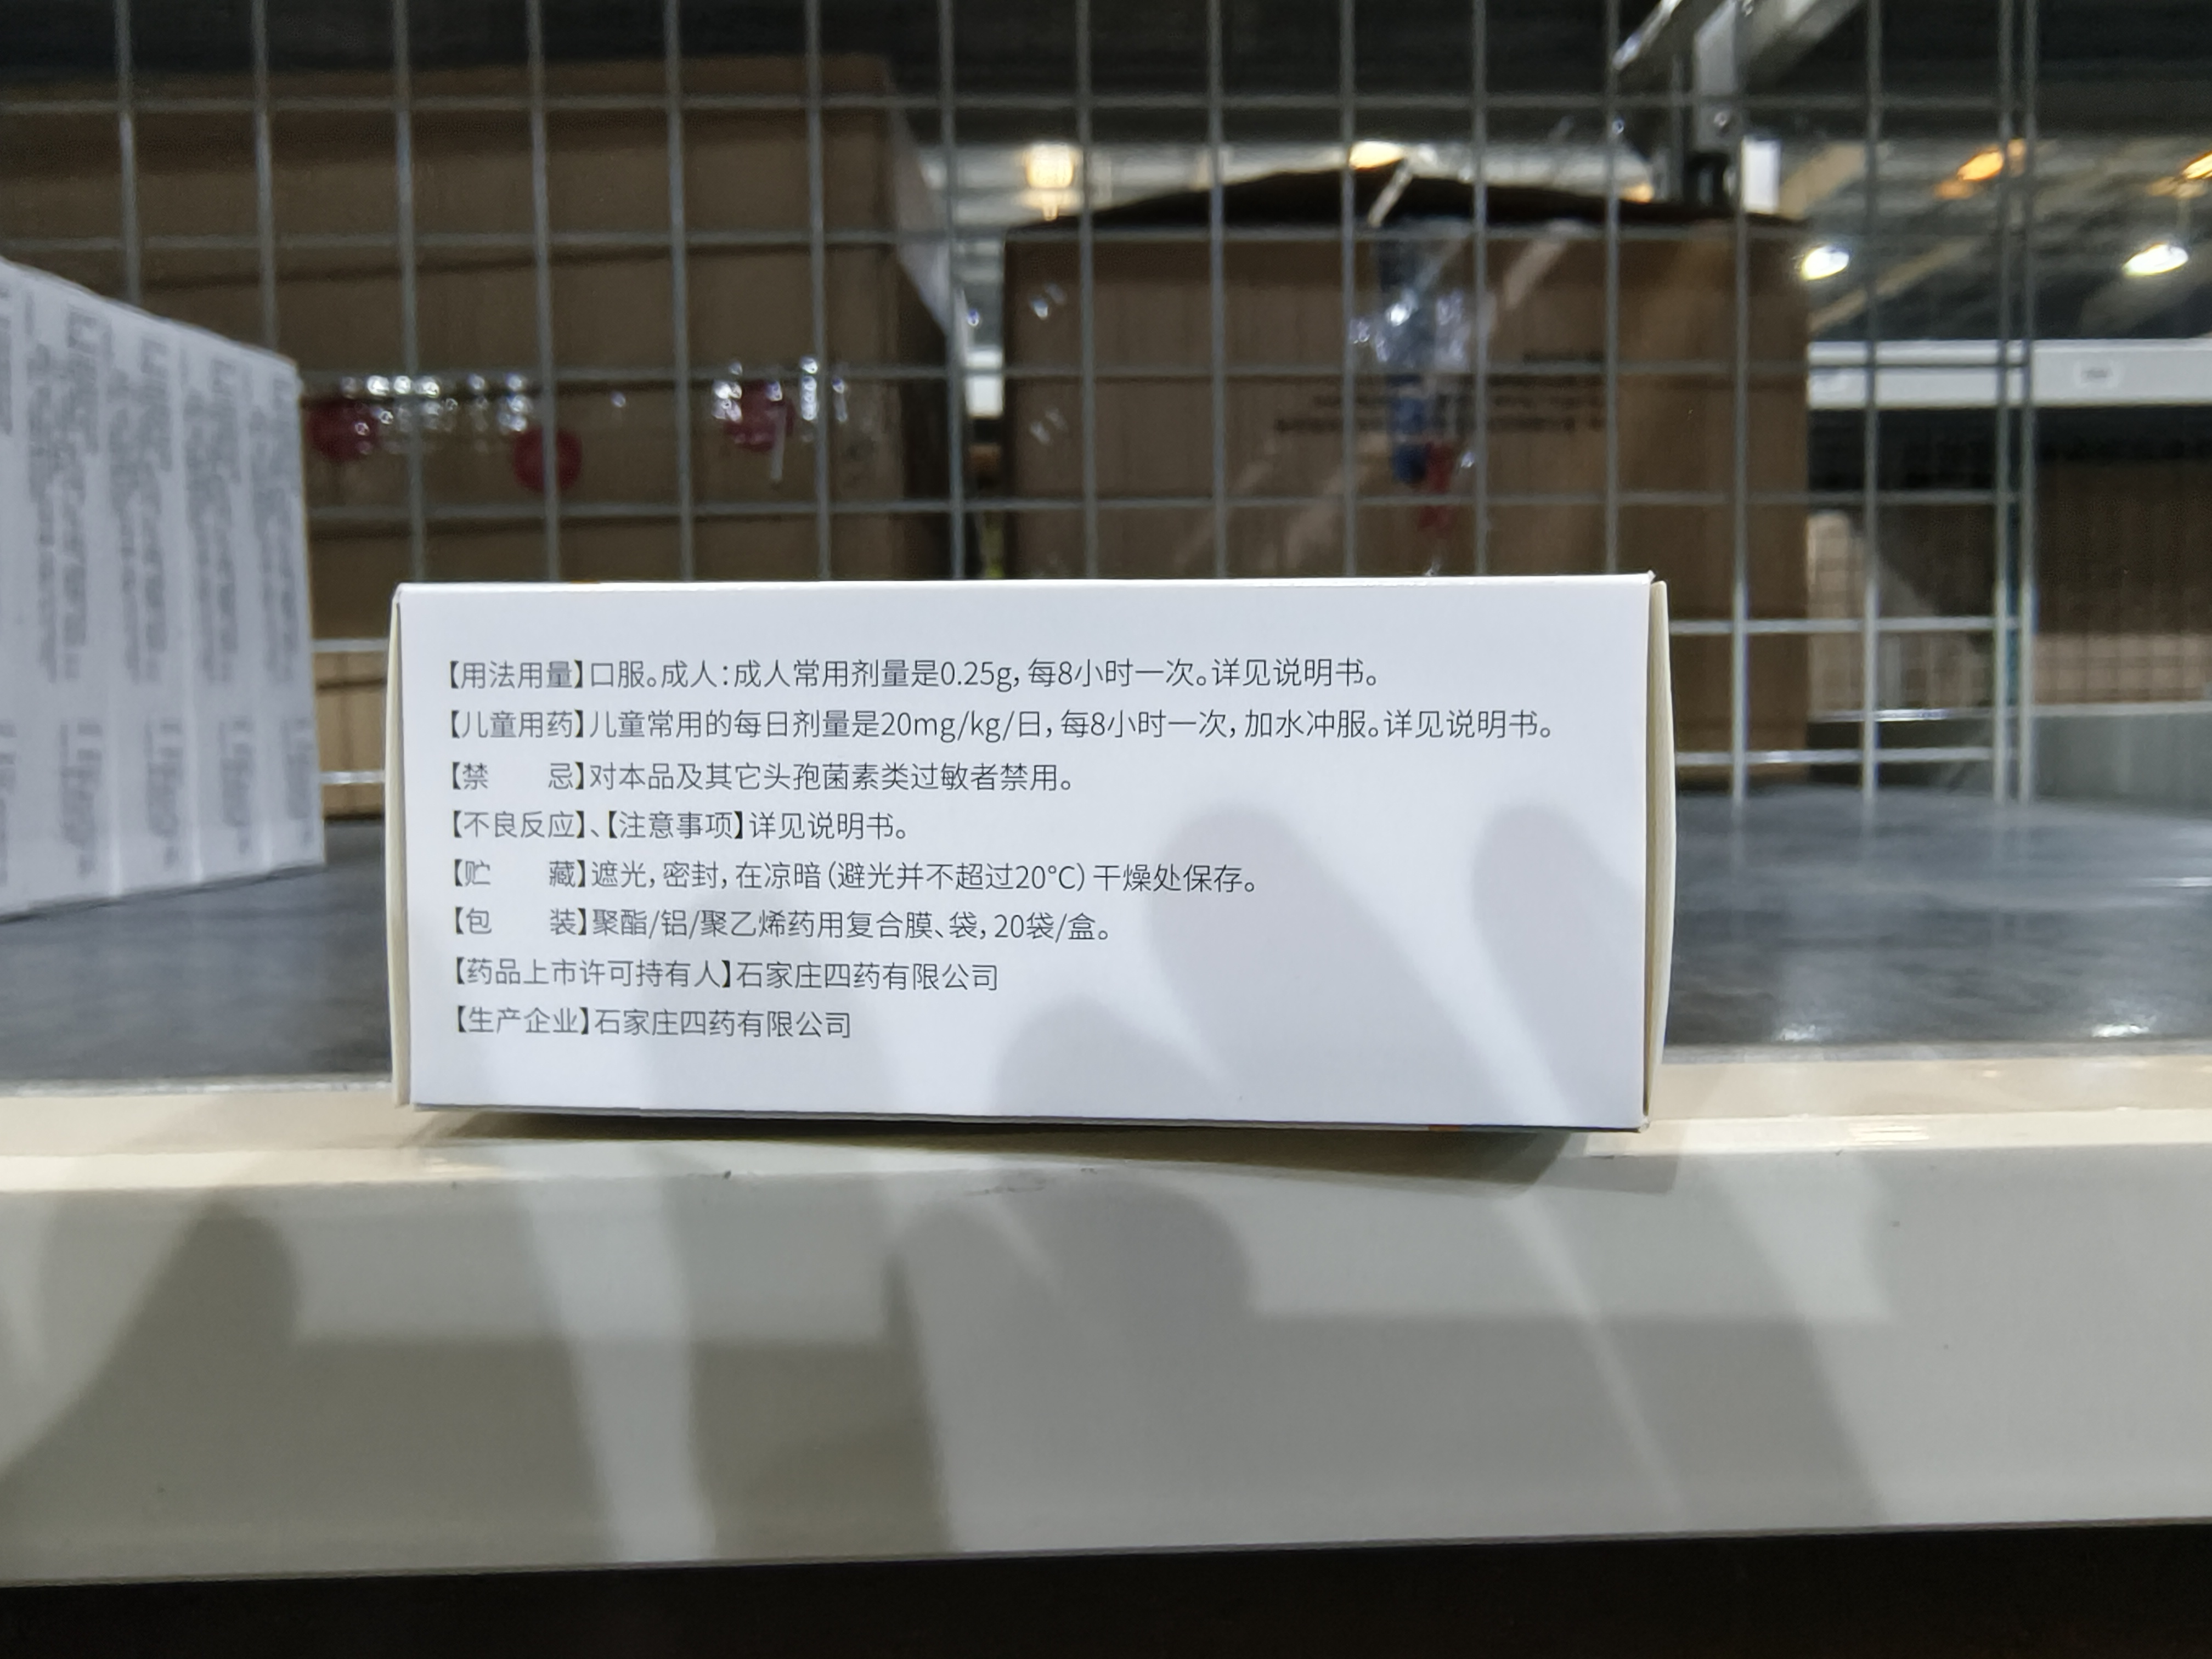 【用法用量】口服。成人：成人常用剂量是0.25g，每8小时一次。详见说明书。
【儿童用药】儿童常用的每日剂量是20mg/kg/日，每8小时一次，加水冲服。详见说明书。
【禁　　忌】对本品及其它头孢菌素类过敏者禁用。
【不良反应】、【注意事项】详见说明书。
【贮　　藏】遮光，密封，在凉暗（避光并不超过20℃）干燥处保存。
【包　　装】聚酯/铝/聚乙烯药用复合膜、袋，20袋/盒。
【药品上市许可持有人】石家庄四药有限公司
【生产企业】石家庄四药有限公司